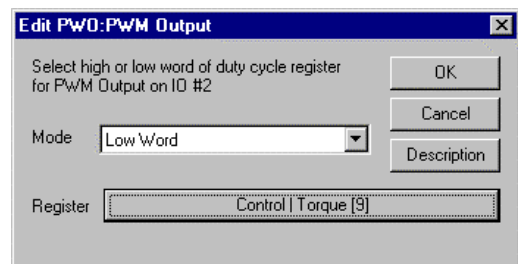 Edit PWO:PWM Output
Select high or low word of duty cycle register
for PWM Output on IO #2
OK
Cancel
Mode
Low Word
Description
Register
Control | Torque [9]